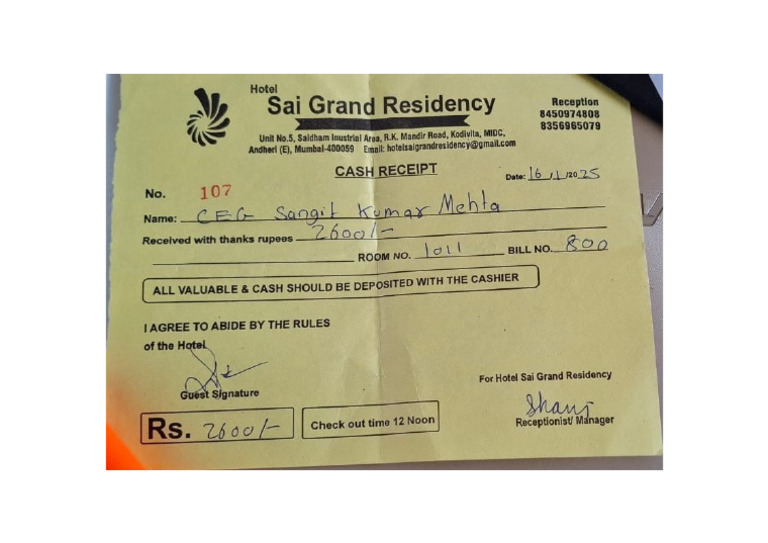 Hotel
Sai Grand Residency
Reception
8450974808
8356965079
Unit No.5, Saidham Inustrial Area, R.K. Mandir Road, Kodivita, MIDC,
Andheri (E), Mumbai-400059 Email: hotelsaigrandresidency@gmail.com
CASH RECEIPT
No. 107
Date: 16/1/2025
Name: CEG Sangit Kumar Mehta
Received with thanks rupees 2600/-
ROOM NO. 1011 BILL NO. 800
ALL VALUABLE & CASH SHOULD BE DEPOSITED WITH THE CASHIER
I AGREE TO ABIDE BY THE RULES
of the Hotel
For Hotel Sai Grand Residency
Guest Signature
Receptionist/ Manager
Rs. 2600/-
Check out time 12 Noon